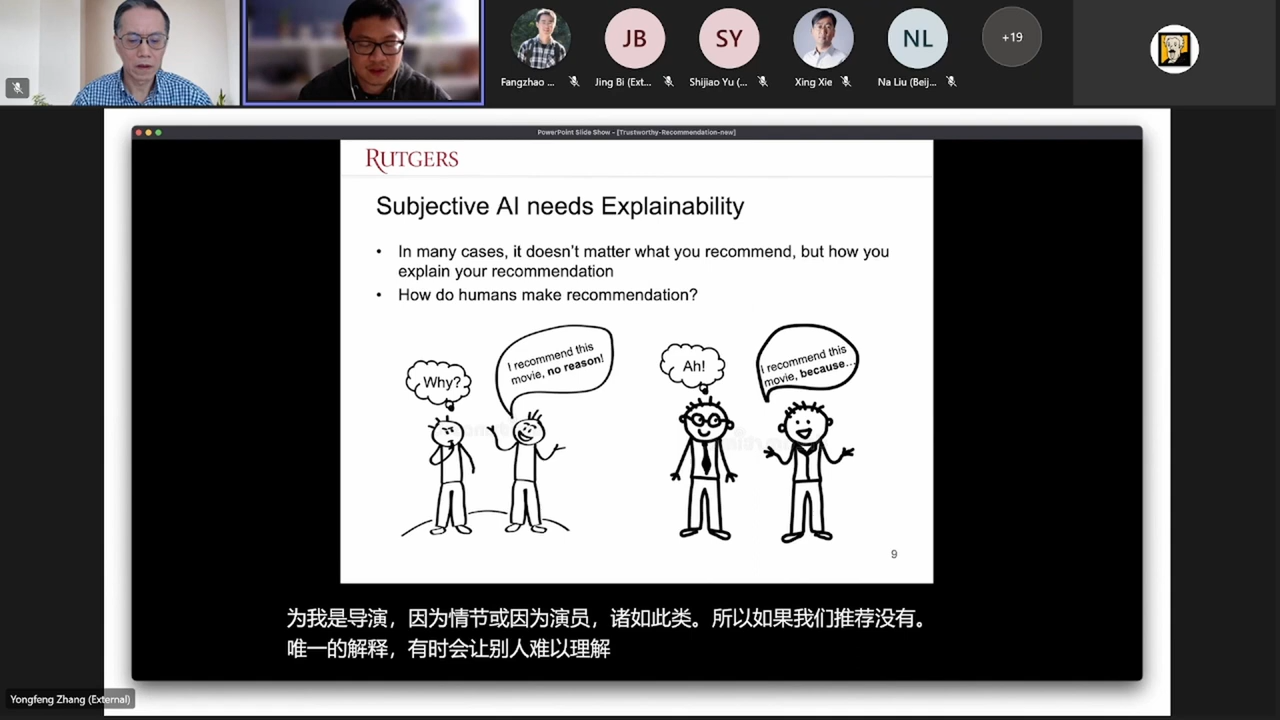 JB
SY
NL
+19
Fangzhao ...
Jing Bi (Ext...
Shijiao Yu (...
Xing Xie
Na Liu (Beij...
PowerPoint Slide Show - [Trustworthy-Recommendation-new]
RUTGERS
Subjective AI needs Explainability
• In many cases, it doesn't matter what you recommend, but how you
explain your recommendation
• How do humans make recommendation?
Why?
I recommend this
movie, no reason!
Ah!
I recommend this
movie, because...
9
为我是导演，因为情节或因为演员，诸如此类。所以如果我们推荐没有。
唯一的解释，有时会让别人难以理解
Yongfeng Zhang (External)